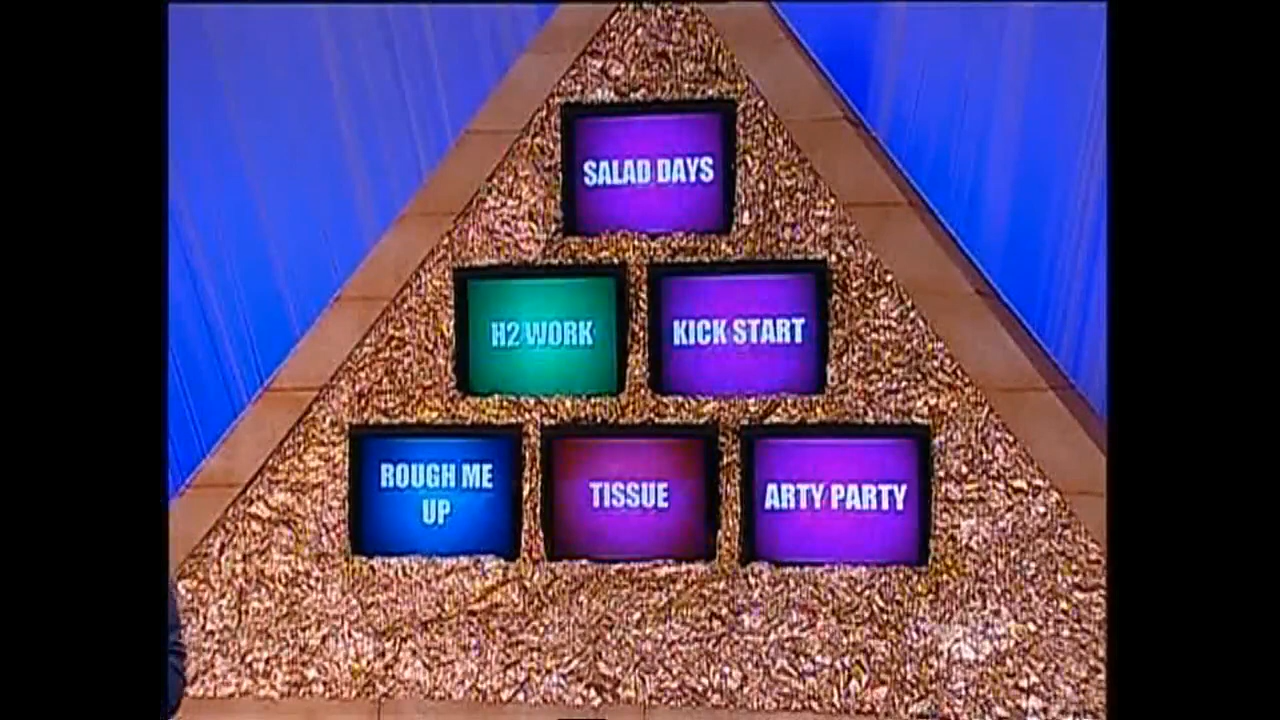 SALAD DAYS
H2 WORK
KICK START
ROUGH ME
UP
TISSUE
ARTY PARTY